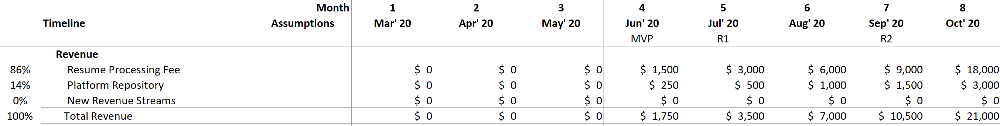 Month 1 2 3 4 5 6 7 8
Timeline Assumptions Mar' 20 Apr' 20 May' 20 Jun' 20 Jul' 20 Aug' 20 Sep' 20 Oct' 20
MVP R1 R2
Revenue
86% Resume Processing Fee $ 0 $ 0 $ 0 $ 1,500 $ 3,000 $ 6,000 $ 9,000 $ 18,000
14% Platform Repository $ 0 $ 0 $ 0 $ 250 $ 500 $ 1,000 $ 1,500 $ 3,000
0% New Revenue Streams $ 0 $ 0 $ 0 $ 0 $ 0 $ 0 $ 0 $ 0
100% Total Revenue $ 0 $ 0 $ 0 $ 1,750 $ 3,500 $ 7,000 $ 10,500 $ 21,000